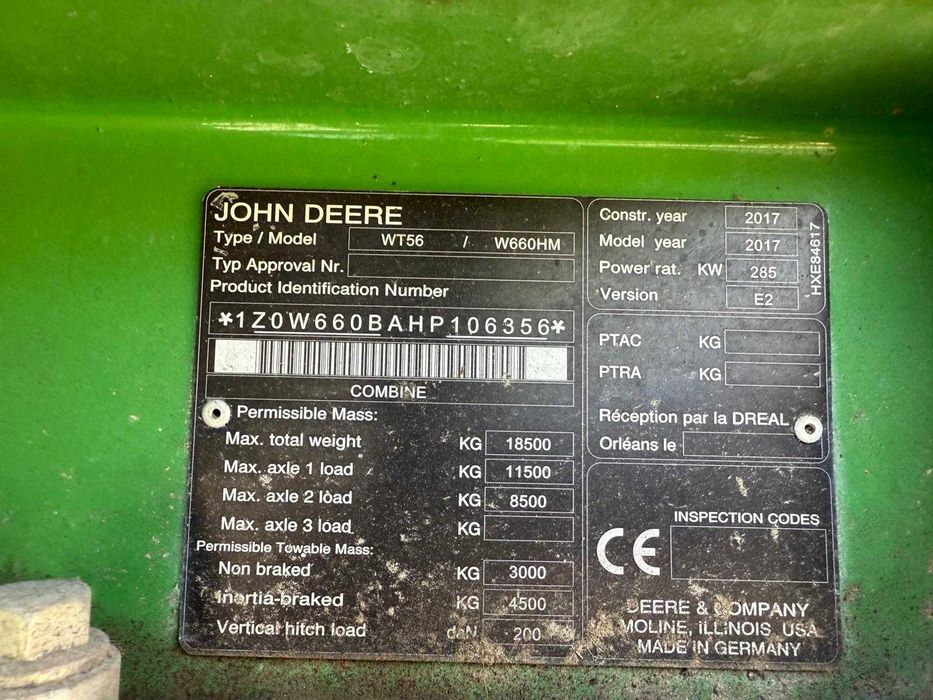 JOHN DEERE
Type / Model WT56 / W660HM
Typ Approval Nr.
Product Identification Number
*1Z0W660BAHP106356*
COMBINE
Permissible Mass:
Max. total weight KG 18500
Max. axle 1 load KG 11500
Max. axle 2 load KG 8500
Max. axle 3 load KG
Permissible Towable Mass:
Non braked KG 3000
Inertia-braked KG 4500
Vertical hitch load daN 200
Constr. year 2017
Model year 2017
Power rat. KW 285
Version E2
HXE84617
PTAC KG
PTRA KG
Réception par la DREAL
Orléans le
INSPECTION CODES
CE
DEERE & COMPANY
MOLINE, ILLINOIS USA
MADE IN GERMANY